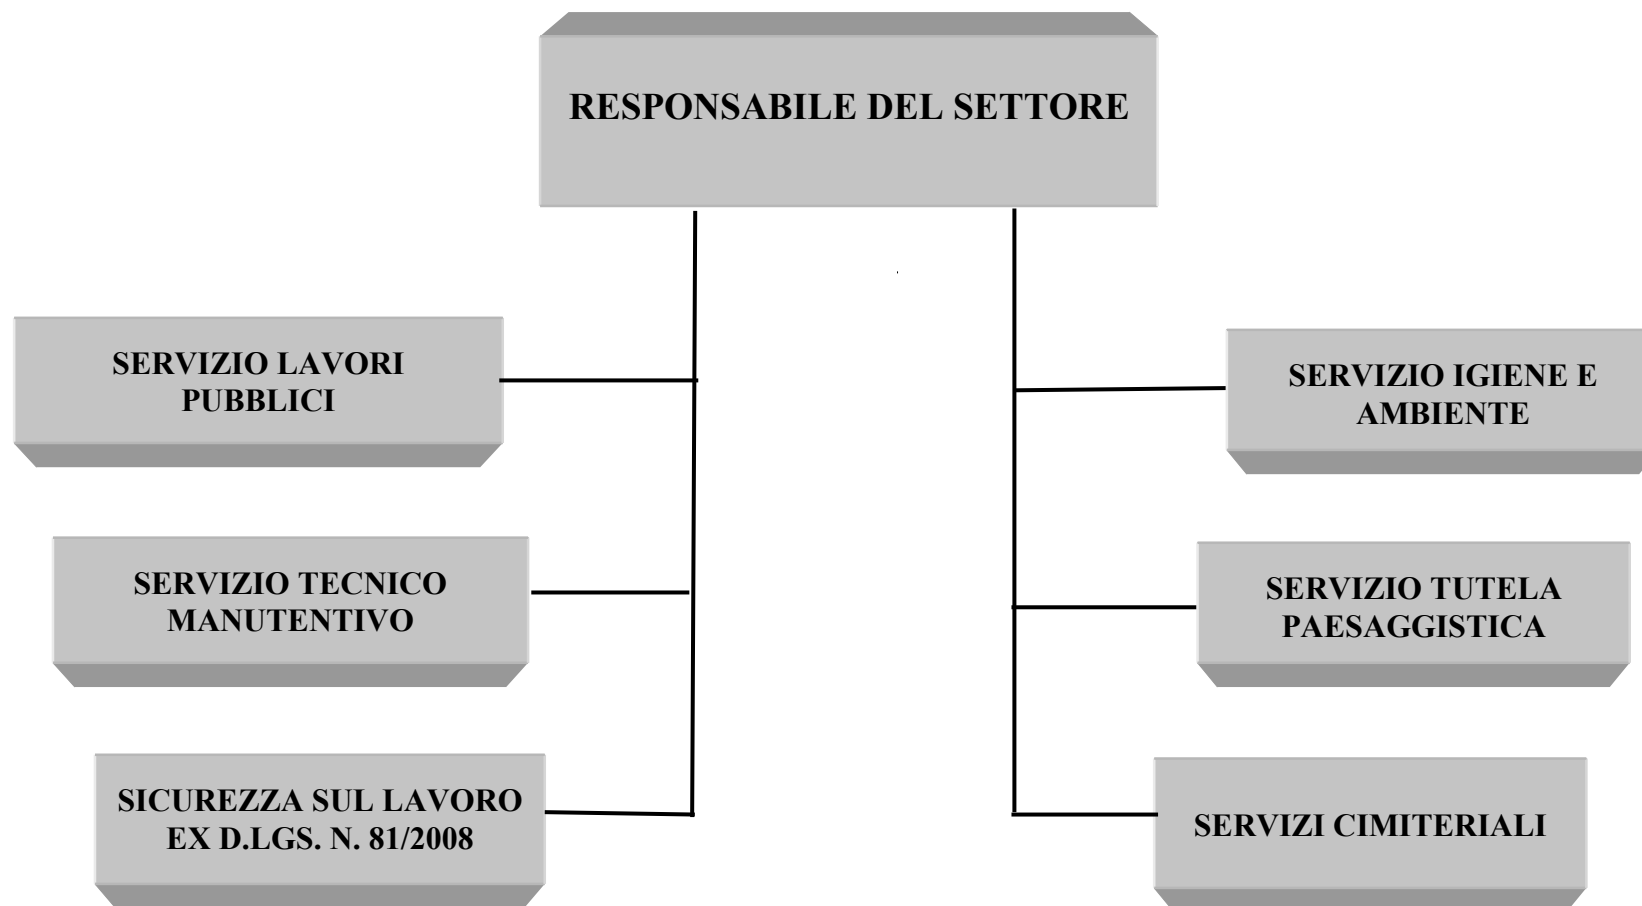 RESPONSABILE DEL SETTORE
SERVIZIO LAVORI
PUBBLICI
SERVIZIO IGIENE E
AMBIENTE
SERVIZIO TECNICO
MANUTENTIVO
SERVIZIO TUTELA
PAESAGGISTICA
SICUREZZA SUL LAVORO
EX D.LGS. N. 81/2008
SERVIZI CIMITERIALI